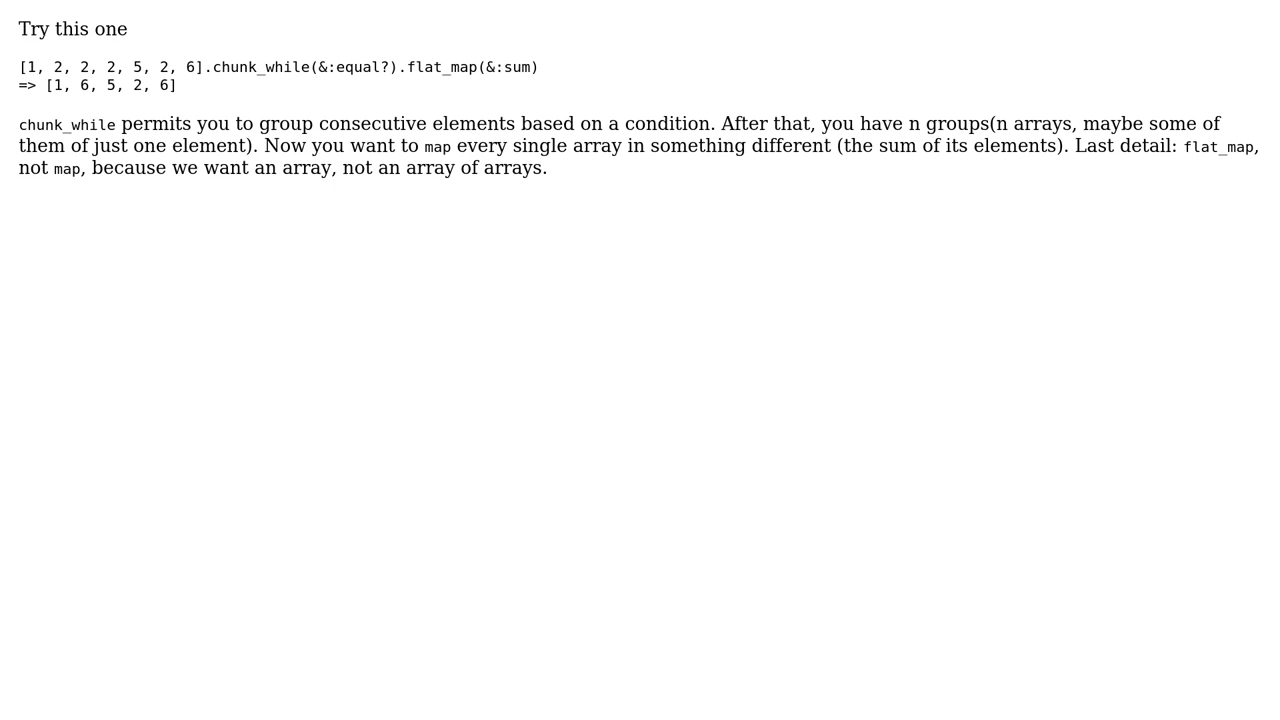 Try this one
[1, 2, 2, 2, 5, 2, 6].chunk_while(&:equal?).flat_map(&:sum)
=> [1, 6, 5, 2, 6]
chunk_while permits you to group consecutive elements based on a condition. After that, you have n groups(n arrays, maybe some of
them of just one element). Now you want to map every single array in something different (the sum of its elements). Last detail: flat_map,
not map, because we want an array, not an array of arrays.